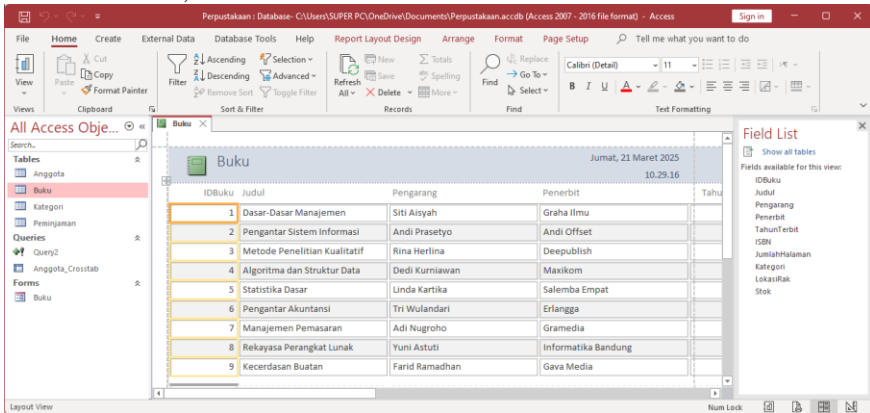 Perpustakaan : Database- C:\Users\SUPER PC\OneDrive\Documents\Perpustakaan.accdb (Access 2007 - 2016 file format) - Access
Sign in
File Home Create External Data Database Tools Help Report Layout Design Arrange Format Page Setup Tell me what you want to do
View
Views
Paste
Cut
Copy
Format Painter
Clipboard
Filter
Ascending
Descending
Remove Sort
Selection
Advanced
Toggle Filter
Sort & Filter
Refresh
All
New
Save
Delete
Totals
Spelling
More
Records
Find
Replace
Go To
Select
Find
Calibri (Detail) 11
B I U A
Text Formatting
All Access Obje...
Search...
Tables
Anggota
Buku
Kategori
Peminjaman
Queries
Query2
Anggota_Crosstab
Forms
Buku
Buku
Buku
Jumat, 21 Maret 2025
10.29.16
IDBuku Judul Pengarang Penerbit Tahu
1 Dasar-Dasar Manajemen Siti Aisyah Graha Ilmu
2 Pengantar Sistem Informasi Andi Prasetyo Andi Offset
3 Metode Penelitian Kualitatif Rina Herlina Deepublish
4 Algoritma dan Struktur Data Dedi Kurniawan Maxikom
5 Statistika Dasar Linda Kartika Salemba Empat
6 Pengantar Akuntansi Tri Wulandari Erlangga
7 Manajemen Pemasaran Adi Nugroho Gramedia
8 Rekayasa Perangkat Lunak Yuni Astuti Informatika Bandung
9 Kecerdasan Buatan Farid Ramadhan Gava Media
Field List
Show all tables
Fields available for this view:
IDBuku
Judul
Pengarang
Penerbit
TahunTerbit
ISBN
JumlahHalaman
Kategori
LokasiRak
Stok
Layout View
Num Lock